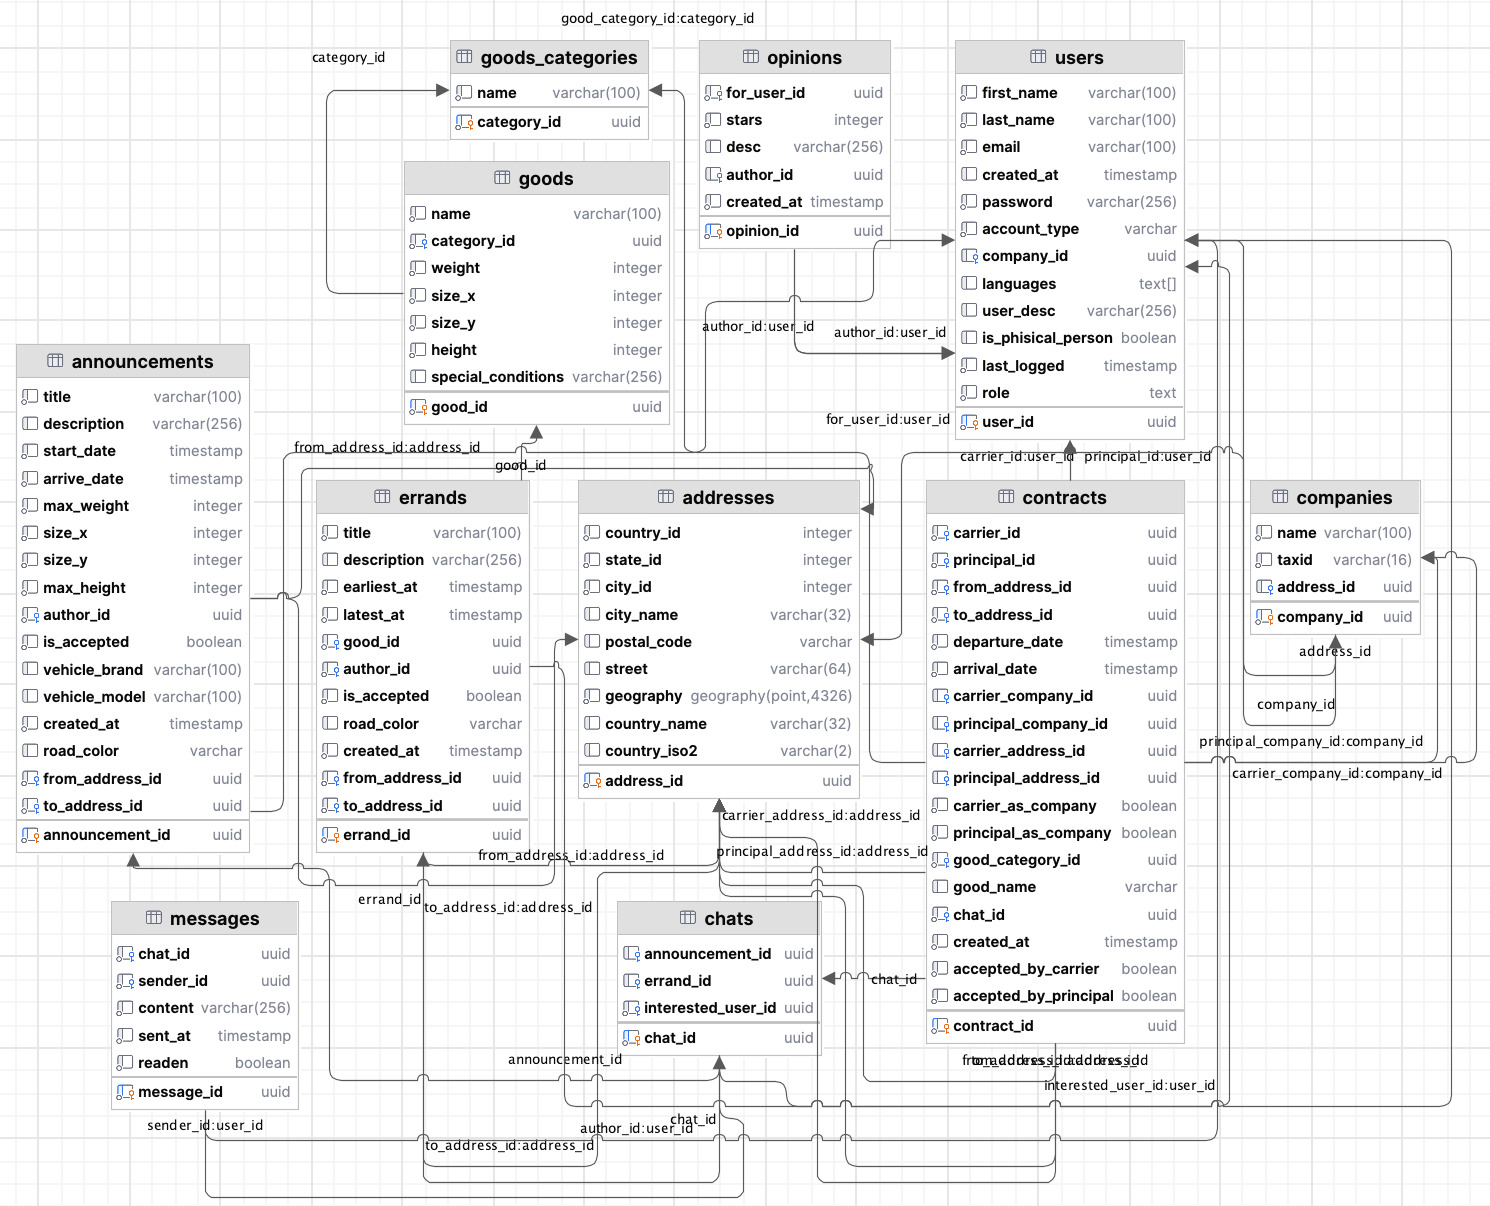 good_category_id:category_id
category_id
goods_categories
name varchar(100)
category_id uuid
opinions
for_user_id uuid
stars integer
desc varchar(256)
author_id uuid
created_at timestamp
opinion_id uuid
users
first_name varchar(100)
last_name varchar(100)
email varchar(100)
created_at timestamp
password varchar(256)
account_type varchar
company_id uuid
languages text[]
user_desc varchar(256)
is_phisical_person boolean
last_logged timestamp
role text
user_id uuid
goods
name varchar(100)
category_id uuid
weight integer
size_x integer
size_y integer
height integer
special_conditions varchar(256)
good_id uuid
author_id:user_id
author_id:user_id
for_user_id:user_id
announcements
title varchar(100)
description varchar(256)
start_date timestamp
arrive_date timestamp
max_weight integer
size_x integer
size_y integer
max_height integer
author_id uuid
is_accepted boolean
vehicle_brand varchar(100)
vehicle_model varchar(100)
created_at timestamp
road_color varchar
from_address_id uuid
to_address_id uuid
announcement_id uuid
from_address_id:address_id
good_id
carrier_id:user_id
principal_id:user_id
errands
title varchar(100)
description varchar(256)
earliest_at timestamp
latest_at timestamp
good_id uuid
author_id uuid
is_accepted boolean
road_color varchar
created_at timestamp
from_address_id uuid
to_address_id uuid
errand_id uuid
addresses
country_id integer
state_id integer
city_id integer
city_name varchar(32)
postal_code varchar
street varchar(64)
geography geography(point,4326)
country_name varchar(32)
country_iso2 varchar(2)
address_id uuid
contracts
carrier_id uuid
principal_id uuid
from_address_id uuid
to_address_id uuid
departure_date timestamp
arrival_date timestamp
carrier_company_id uuid
principal_company_id uuid
carrier_address_id uuid
principal_address_id uuid
carrier_as_company boolean
principal_as_company boolean
good_category_id uuid
good_name varchar
chat_id uuid
created_at timestamp
accepted_by_carrier boolean
accepted_by_principal boolean
contract_id uuid
companies
name varchar(100)
taxid varchar(16)
address_id uuid
company_id uuid
address_id
company_id
principal_company_id:company_id
carrier_company_id:company_id
carrier_address_id:address_id
principal_address_id:address_id
from_address_id:address_id
errand_id
to_address_id:address_id
messages
chat_id uuid
sender_id uuid
content varchar(256)
sent_at timestamp
readen boolean
message_id uuid
chats
announcement_id uuid
errand_id uuid
interested_user_id uuid
chat_id uuid
chat_id
announcement_id
interested_user_id:user_id
chat_id
sender_id:user_id
author_id:user_id
to_address_id:address_id